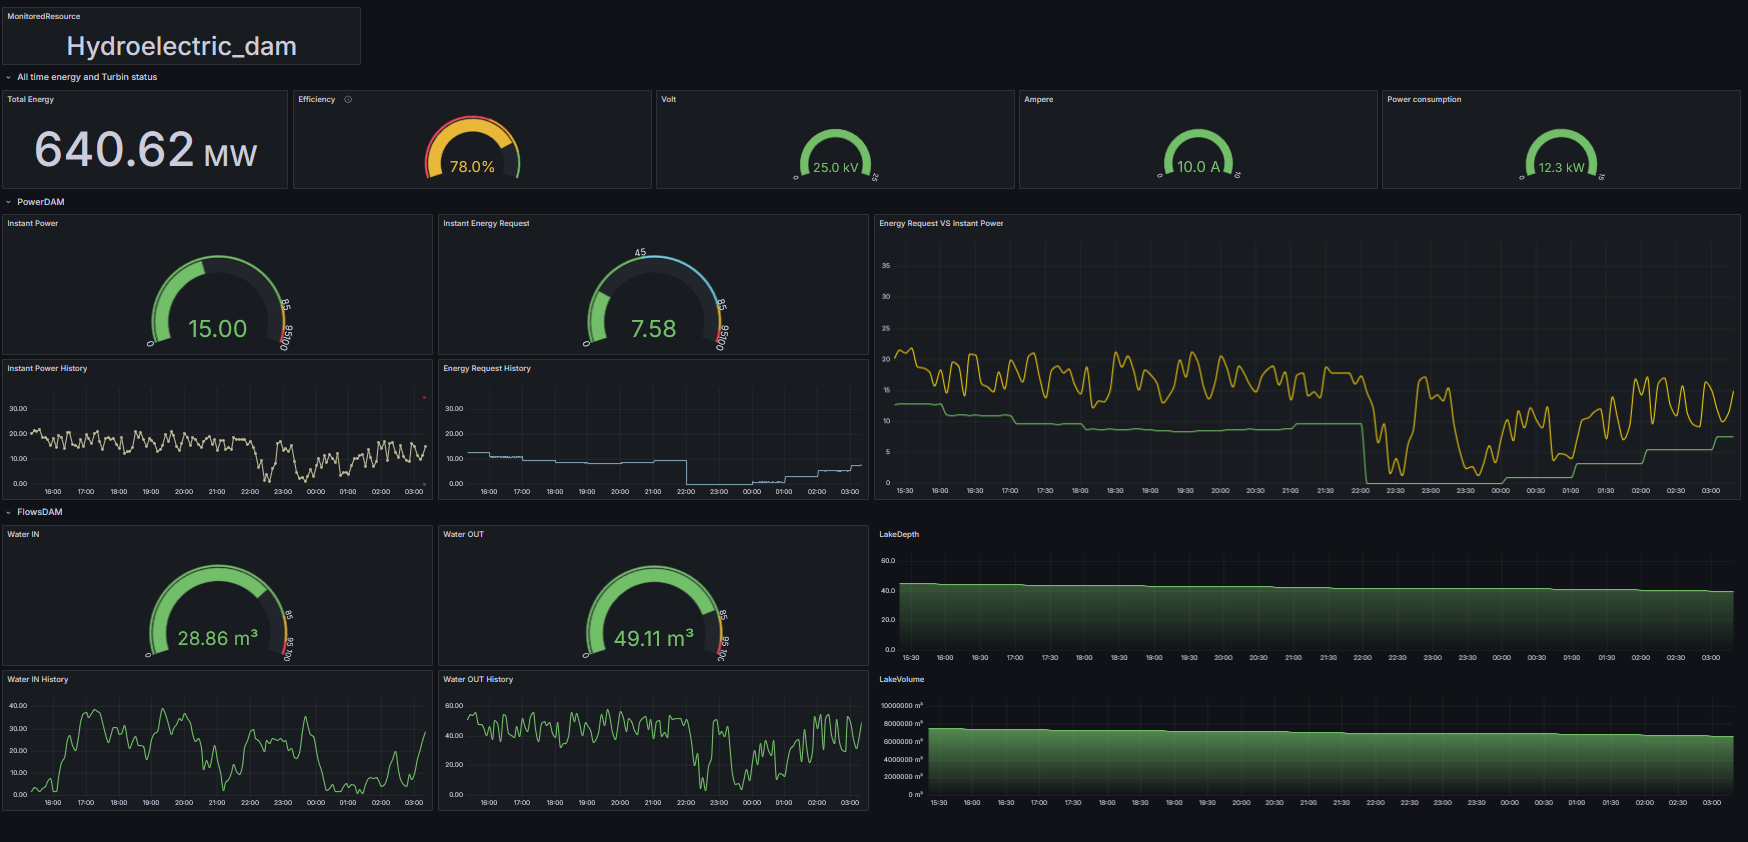 MonitoredResource
Hydroelectric_dam
All time energy and Turbin status
Total Energy
640.62 MW
Efficiency
78.0%
Volt
25.0 kV
0
25
Ampere
10.0 A
0
10
Power consumption
12.3 kW
0
15
PowerDAM
Instant Power
15.00
0
85
95
100
Instant Energy Request
7.58
0
45
85
95
100
Energy Request VS Instant Power
35
30
25
20
15
10
5
0
15:30 16:00 16:30 17:00 17:30 18:00 18:30 19:00 19:30 20:00 20:30 21:00 21:30 22:00 22:30 23:00 23:30 00:00 00:30 01:00 01:30 02:00 02:30 03:00
Instant Power History
30.00
20.00
10.00
0.00
16:00 17:00 18:00 19:00 20:00 21:00 22:00 23:00 00:00 01:00 02:00 03:00
Energy Request History
30.00
20.00
10.00
0.00
16:00 17:00 18:00 19:00 20:00 21:00 22:00 23:00 00:00 01:00 02:00 03:00
FlowsDAM
Water IN
28.86 m³
0
85
95
100
Water OUT
49.11 m³
0
85
95
100
LakeDepth
60.0
40.0
20.0
0.0
15:30 16:00 16:30 17:00 17:30 18:00 18:30 19:00 19:30 20:00 20:30 21:00 21:30 22:00 22:30 23:00 23:30 00:00 00:30 01:00 01:30 02:00 02:30 03:00
Water IN History
40.00
30.00
20.00
10.00
0.00
16:00 17:00 18:00 19:00 20:00 21:00 22:00 23:00 00:00 01:00 02:00 03:00
Water OUT History
60.00
40.00
20.00
0.00
16:00 17:00 18:00 19:00 20:00 21:00 22:00 23:00 00:00 01:00 02:00 03:00
LakeVolume
10000000 m³
8000000 m³
6000000 m³
4000000 m³
2000000 m³
0 m³
15:30 16:00 16:30 17:00 17:30 18:00 18:30 19:00 19:30 20:00 20:30 21:00 21:30 22:00 22:30 23:00 23:30 00:00 00:30 01:00 01:30 02:00 02:30 03:00